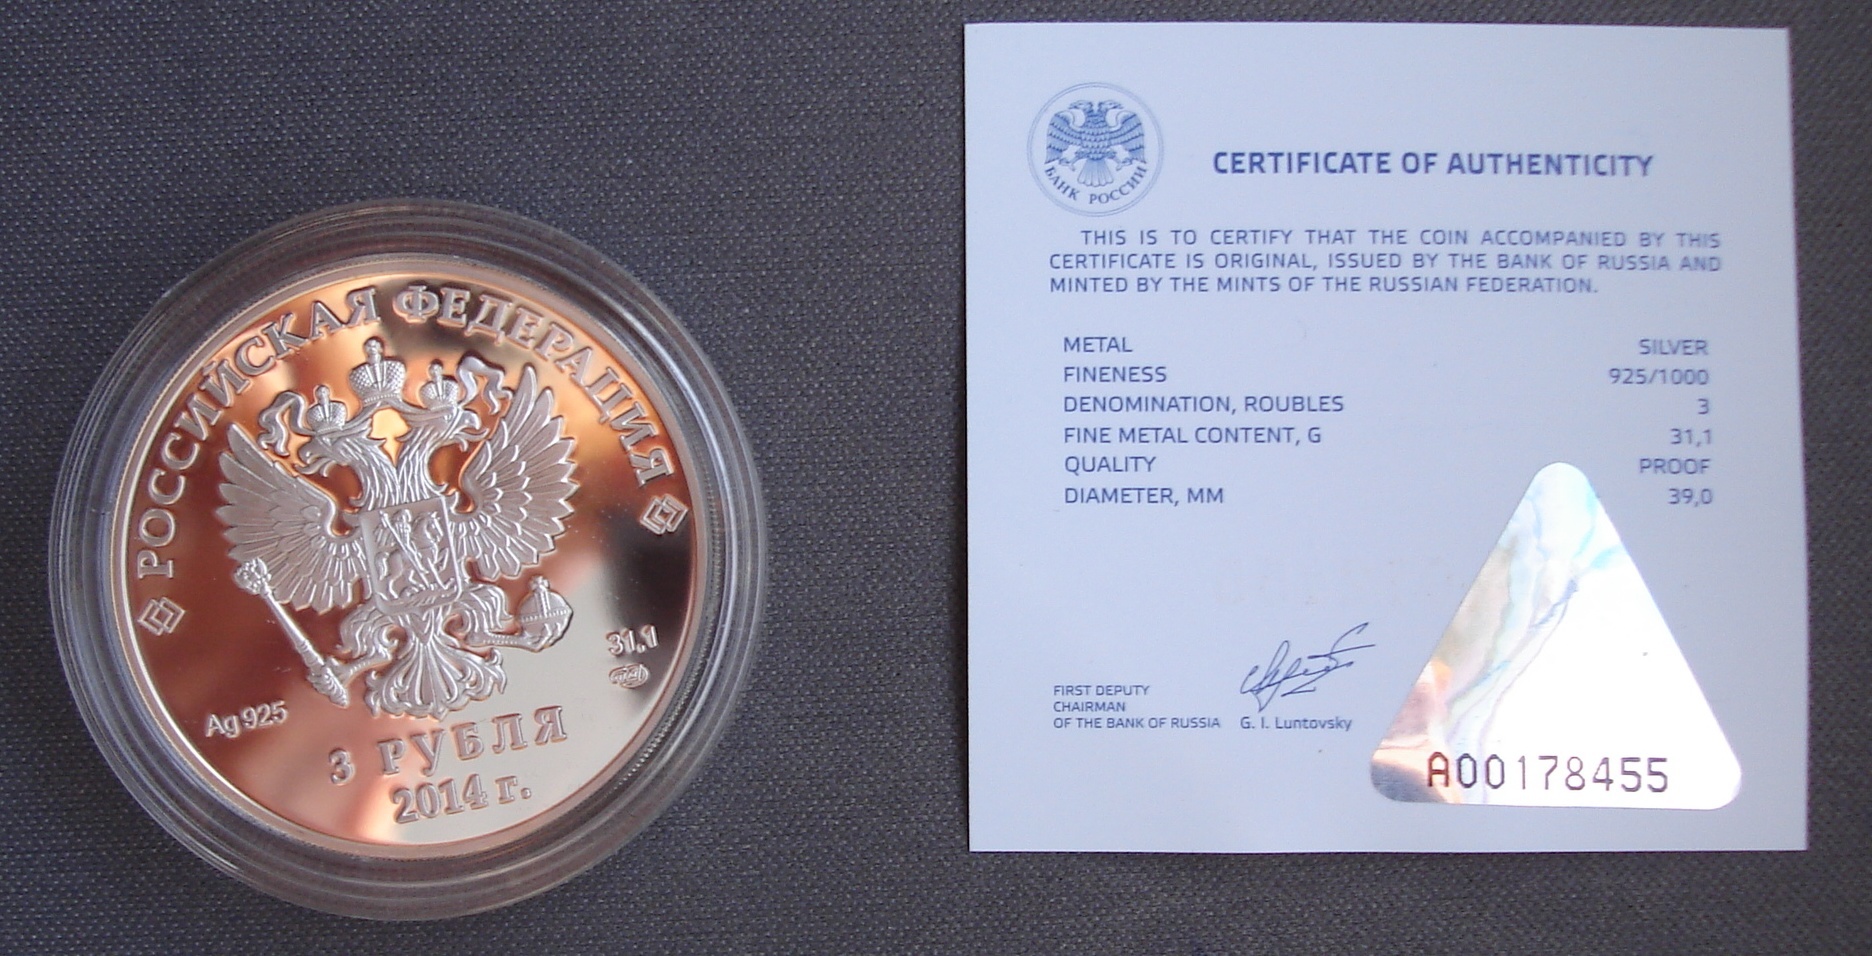 РОССИЙСКАЯ ФЕДЕРАЦИЯ
31,1
Ag 925
3 РУБЛЯ
2014 г.
БАНК РОССИИ
CERTIFICATE OF AUTHENTICITY
THIS IS TO CERTIFY THAT THE COIN ACCOMPANIED BY THIS
CERTIFICATE IS ORIGINAL, ISSUED BY THE BANK OF RUSSIA AND
MINTED BY THE MINTS OF THE RUSSIAN FEDERATION.
METAL SILVER
FINENESS 925/1000
DENOMINATION, ROUBLES 3
FINE METAL CONTENT, G 31,1
QUALITY PROOF
DIAMETER, MM 39,0
FIRST DEPUTY
CHAIRMAN
OF THE BANK OF RUSSIA G. I. Luntovsky
A00178455